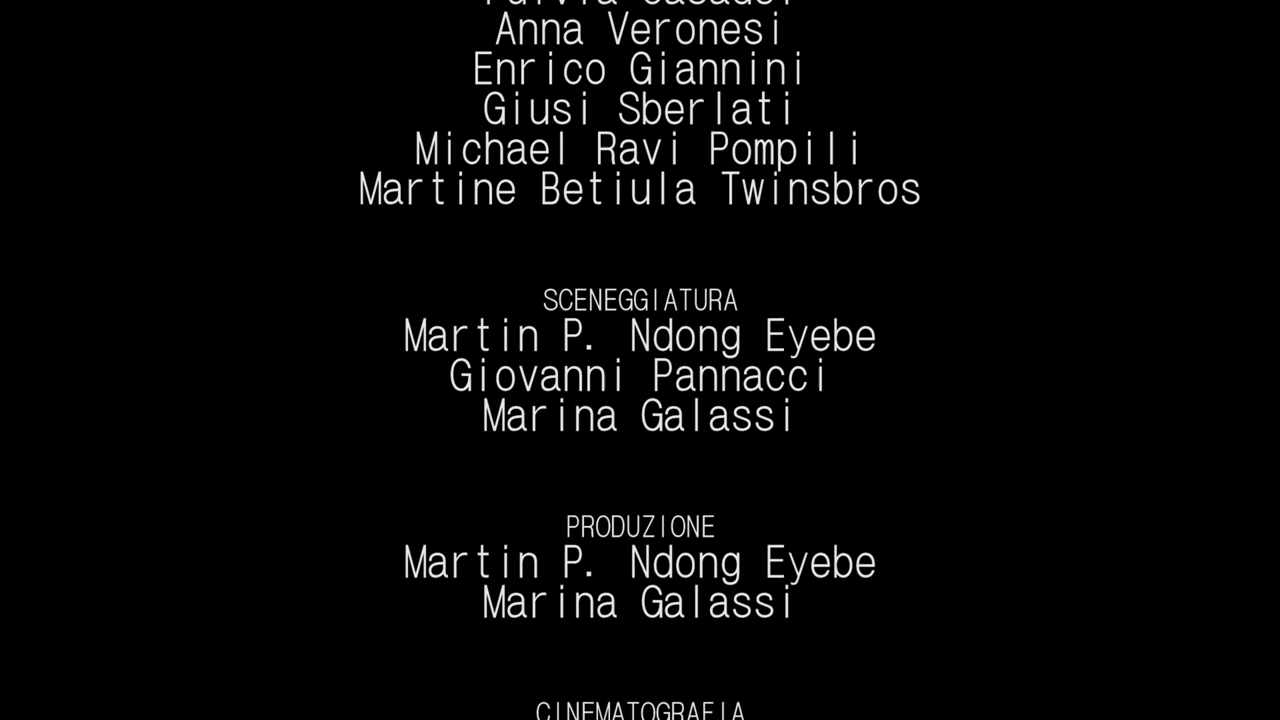 Anna Veronesi
Enrico Giannini
Giusi Sberlati
Michael Ravi Pompili
Martine Betiula Twinsbros
SCENEGGIATURA
Martin P. Ndong Eyebe
Giovanni Pannacci
Marina Galassi
PRODUZIONE
Martin P. Ndong Eyebe
Marina Galassi
CINEMATOGRAFIA